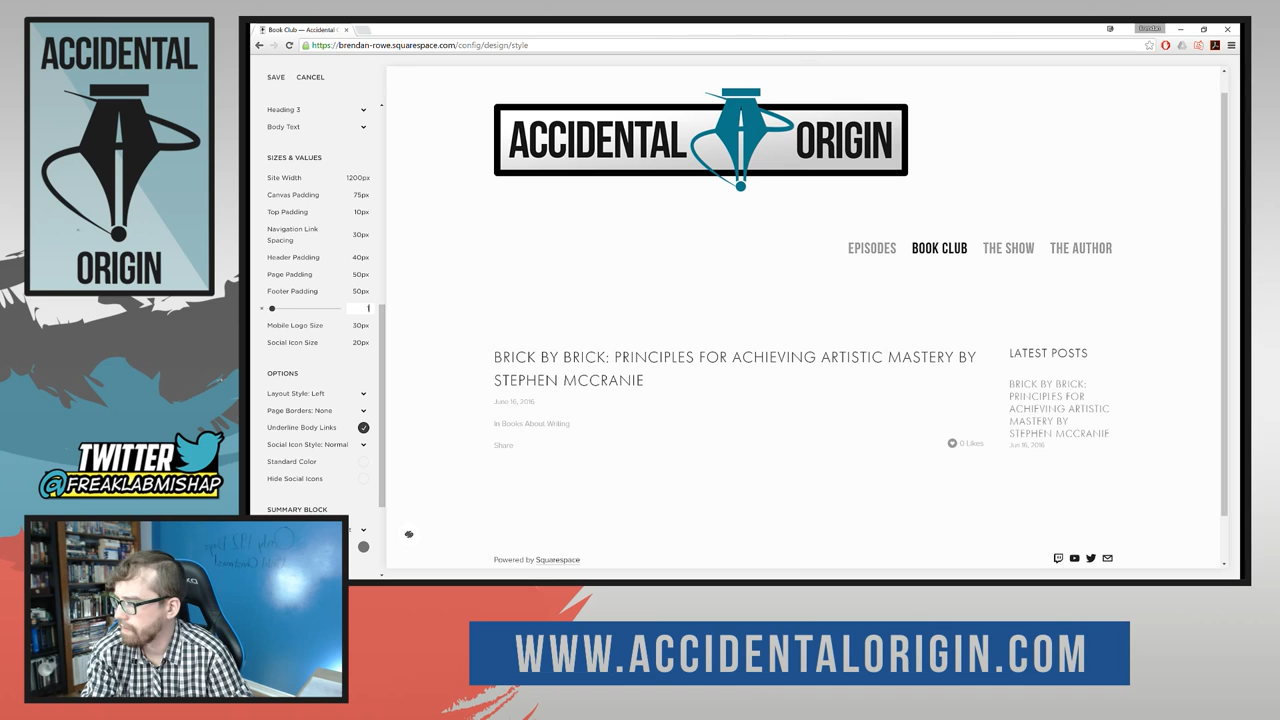 ACCIDENTAL
ORIGIN
TWITTER
@FREAKLABMISHAP
Book Club — Accidental
Brendan
https://brendan-rowe.squarespace.com/config/design/style
SAVE CANCEL
Heading 3
Body Text
SIZES & VALUES
Site Width 1200px
Canvas Padding 75px
Top Padding 10px
Navigation Link
Spacing 30px
Header Padding 40px
Page Padding 50px
Footer Padding 50px
Mobile Logo Size 30px
Social Icon Size 20px
OPTIONS
Layout Style: Left
Page Borders: None
Underline Body Links
Social Icon Style: Normal
Standard Color
Hide Social Icons
SUMMARY BLOCK
ACCIDENTAL ORIGIN
EPISODES BOOK CLUB THE SHOW THE AUTHOR
BRICK BY BRICK: PRINCIPLES FOR ACHIEVING ARTISTIC MASTERY BY
STEPHEN MCCRANIE
June 16, 2016
In Books About Writing
Share
0 Likes
LATEST POSTS
BRICK BY BRICK:
PRINCIPLES FOR
ACHIEVING ARTISTIC
MASTERY BY
STEPHEN MCCRANIE
Jun 16, 2016
Powered by Squarespace
WWW.ACCIDENTALORIGIN.COM